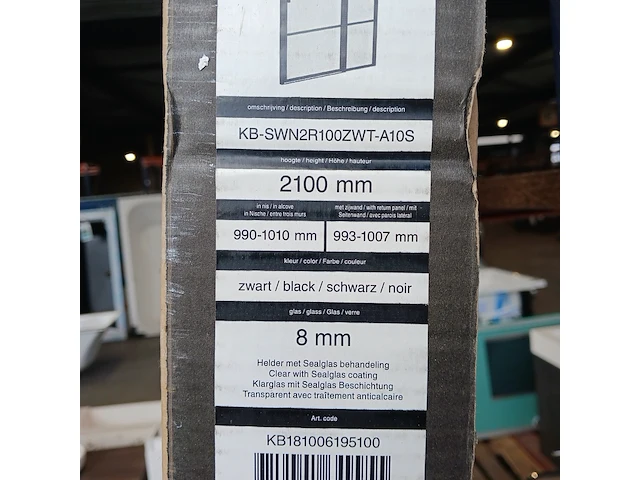 omschrijving / description / Beschreibung / description
KB-SWN2R100ZWT-A10S
hoogte / height / Höhe / hauteur
2100 mm
in nis / in alcove
in Nische / entre trois murs
met zijwand / with return panel / mit
Seitenwand / avec parois latéral
990-1010 mm
993-1007 mm
kleur / color / Farbe / couleur
zwart / black / schwarz / noir
glas / glass / Glas / verre
8 mm
Helder met Sealglas behandeling
Clear with Sealglas coating
Klarglas mit Sealglas Beschichtung
Transparent avec traîtement anticalcaire
Art. code
KB181006195100